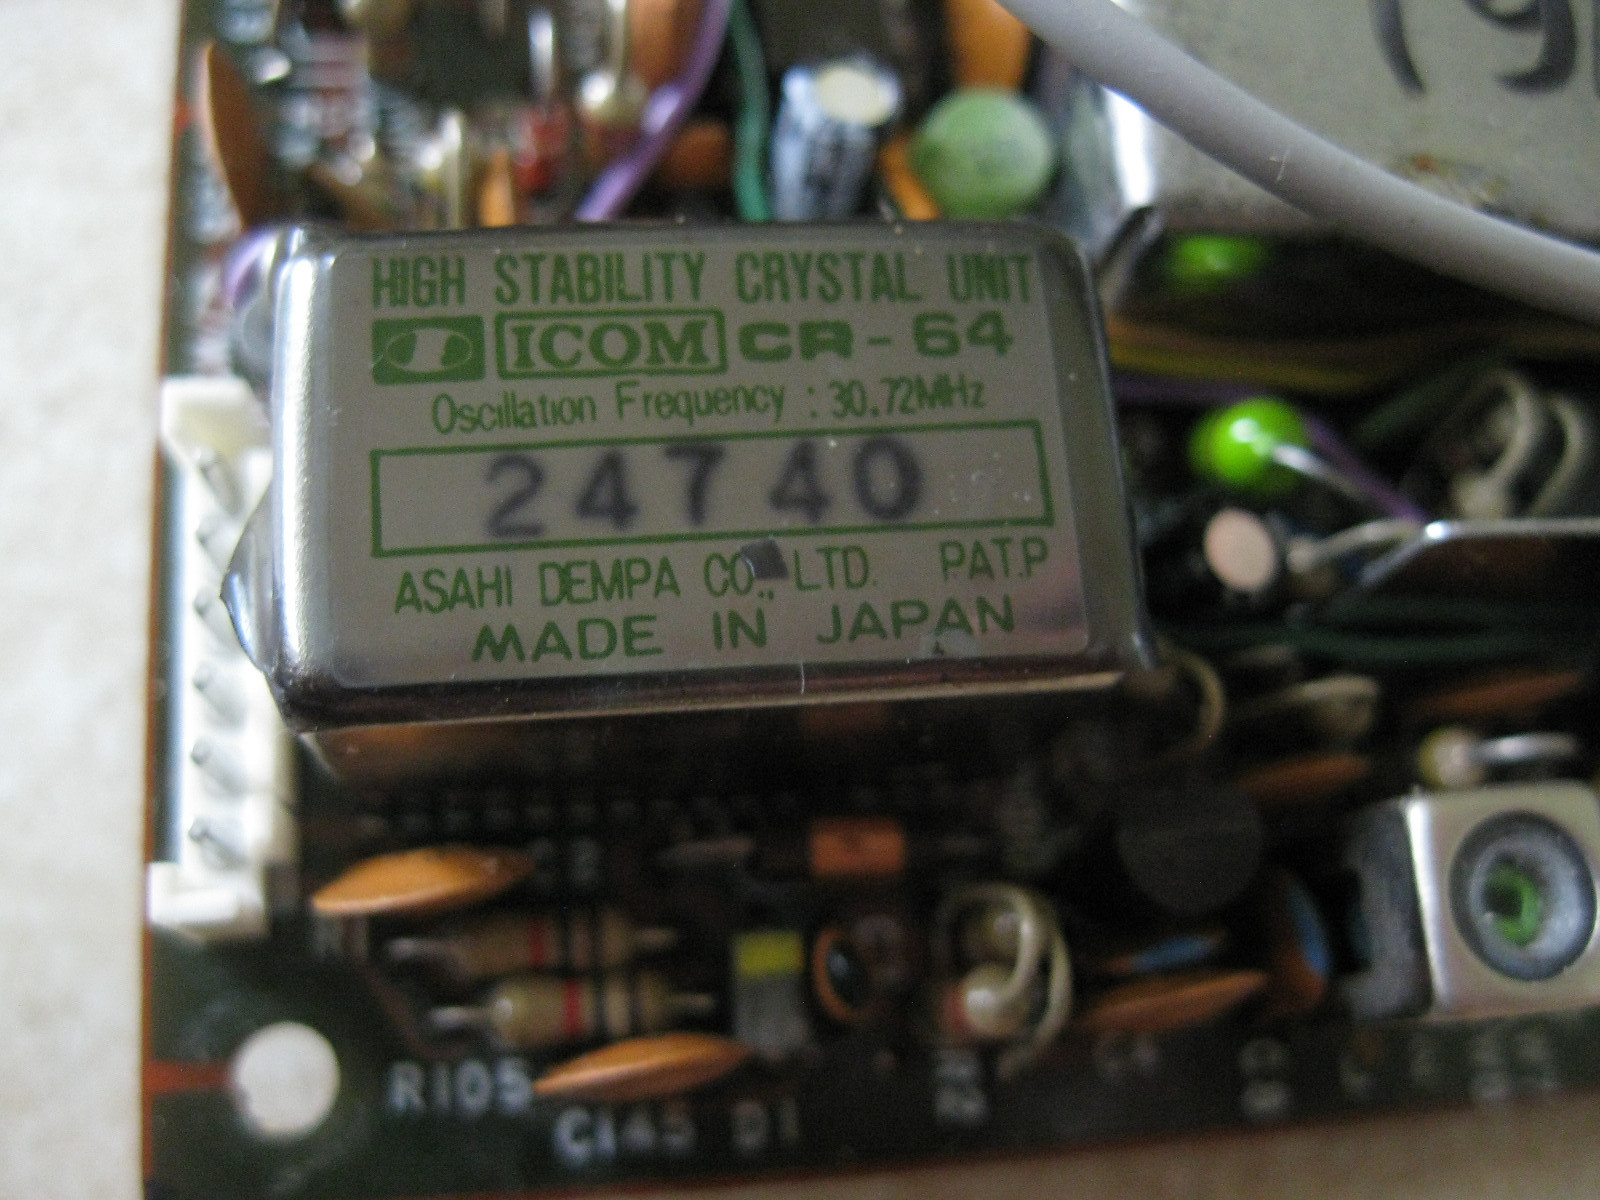 HIGH STABILITY CRYSTAL UNIT
ICOM CR-64
Oscillation Frequency : 30.72MHz
24740
ASAHI DEMPA CO., LTD. PAT.P
MADE IN JAPAN
R105
C145 D1